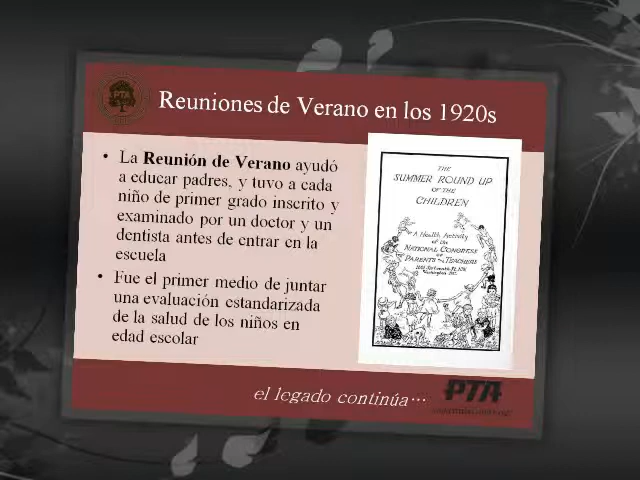 PTA
Reuniones de Verano en los 1920s
• La Reunión de Verano ayudó
a educar padres, y tuvo a cada
niño de primer grado inscrito y
examinado por un doctor y un
dentista antes de entrar en la
escuela
• Fue el primer medio de juntar
una evaluación estandarizada
de la salud de los niños en
edad escolar
THE
SUMMER ROUND UP
OF THE
CHILDREN
A Health Activity
of the
NATIONAL CONGRESS
OF
PARENTS AND TEACHERS
Washington, D.C.
el legado continúa...
PTA